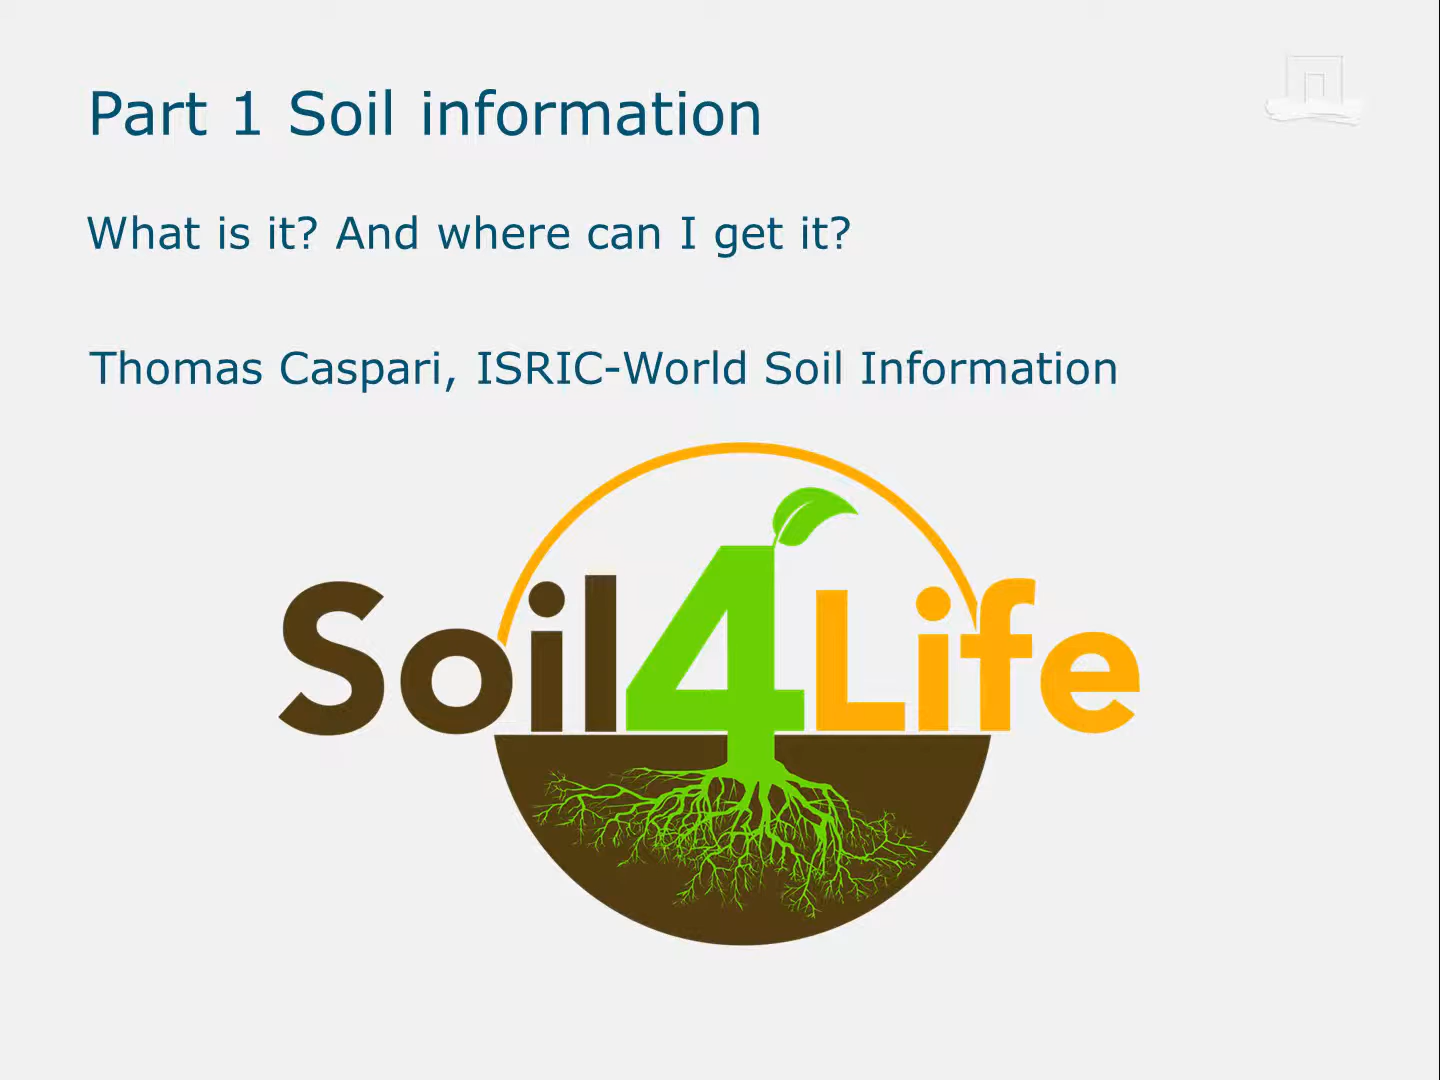 Part 1 Soil information
What is it? And where can I get it?
Thomas Caspari, ISRIC-World Soil Information
Soil4Life